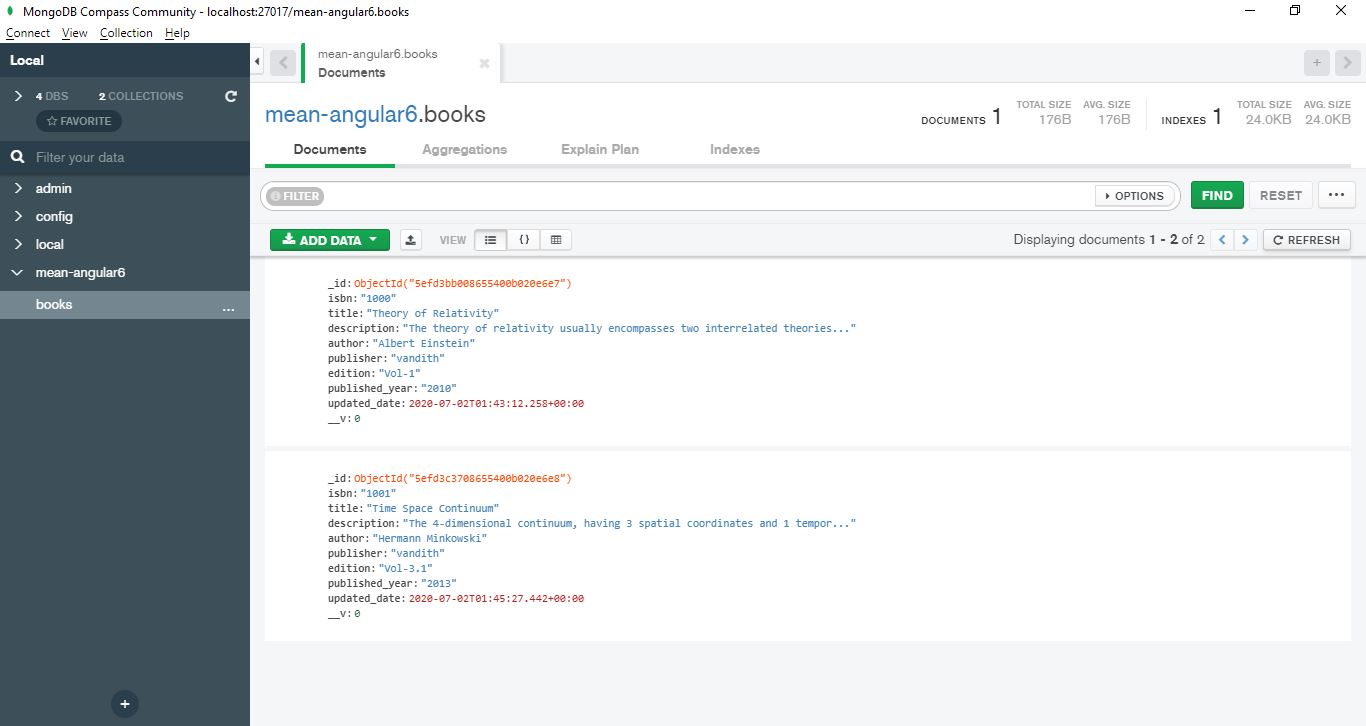 MongoDB Compass Community - localhost:27017/mean-angular6.books
Connect View Collection Help
Local
4 DBS 2 COLLECTIONS
FAVORITE
Filter your data
admin
config
local
mean-angular6
books ...
mean-angular6.books
Documents
mean-angular6.books
DOCUMENTS 1 TOTAL SIZE 176B AVG. SIZE 176B INDEXES 1 TOTAL SIZE 24.0KB AVG. SIZE 24.0KB
Documents Aggregations Explain Plan Indexes
FILTER OPTIONS FIND RESET ...
ADD DATA VIEW {} Displaying documents 1 - 2 of 2 < > REFRESH
_id: ObjectId("5efd3bb008655400b020e6e7")
isbn: "1000"
title: "Theory of Relativity"
description: "The theory of relativity usually encompasses two interrelated theories..."
author: "Albert Einstein"
publisher: "vandith"
edition: "Vol-1"
published_year: "2010"
updated_date: 2020-07-02T01:43:12.258+00:00
__v: 0
_id: ObjectId("5efd3c3708655400b020e6e8")
isbn: "1001"
title: "Time Space Continuum"
description: "The 4-dimensional continuum, having 3 spatial coordinates and 1 tempor..."
author: "Hermann Minkowski"
publisher: "vandith"
edition: "Vol-3.1"
published_year: "2013"
updated_date: 2020-07-02T01:45:27.442+00:00
__v: 0